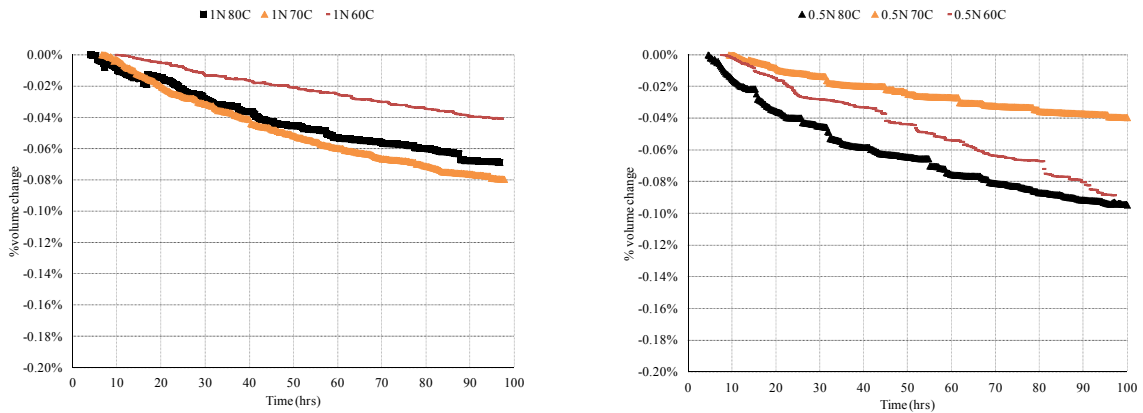 1N 80C 1N 70C 1N 60C
0.00%
-0.02%
-0.04%
-0.06%
-0.08%
-0.10%
-0.12%
-0.14%
-0.16%
-0.18%
-0.20%
%volume change
0 10 20 30 40 50 60 70 80 90 100
Time (hrs)
0.5N 80C 0.5N 70C 0.5N 60C
0.00%
-0.02%
-0.04%
-0.06%
-0.08%
-0.10%
-0.12%
-0.14%
-0.16%
-0.18%
-0.20%
% volume change
0 10 20 30 40 50 60 70 80 90 100
Time (hrs)